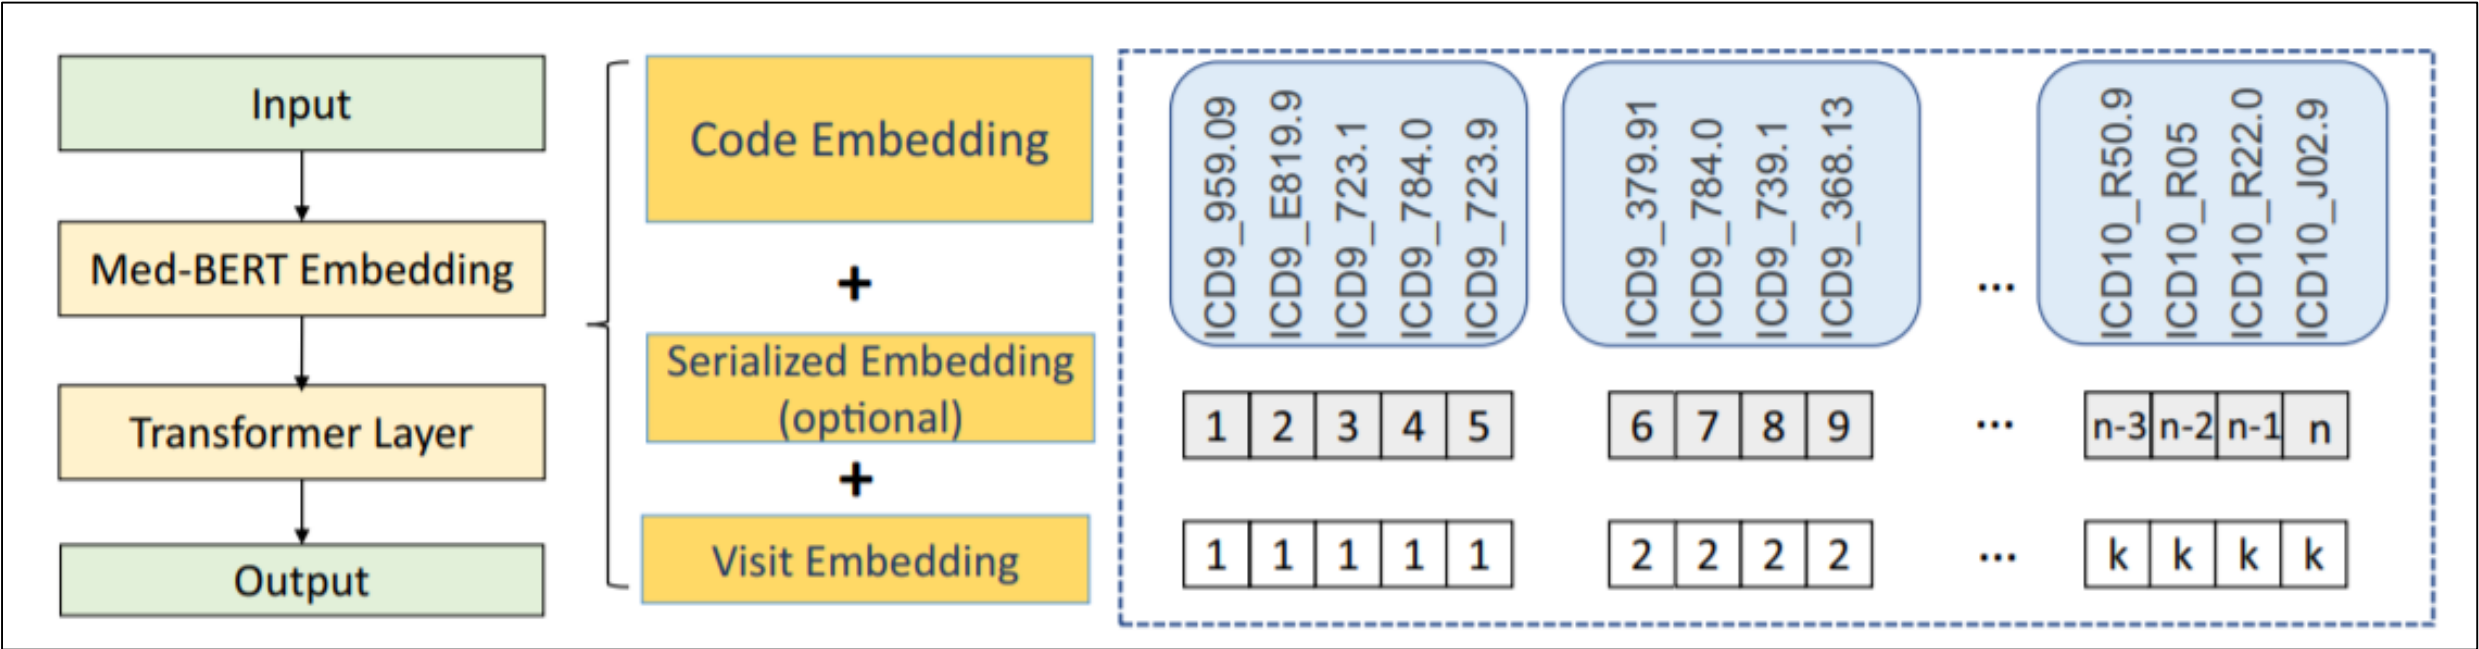 Input
Med-BERT Embedding
Transformer Layer
Output
Code Embedding
+
Serialized Embedding
(optional)
+
Visit Embedding
ICD9_959.09
ICD9_E819.9
ICD9_723.1
ICD9_784.0
ICD9_723.9
ICD9_379.91
ICD9_784.0
ICD9_739.1
ICD9_368.13
...
ICD10_R50.9
ICD10_R05
ICD10_R22.0
ICD10_J02.9
1 2 3 4 5 6 7 8 9 ... n-3 n-2 n-1 n
1 1 1 1 1 2 2 2 2 ... k k k k